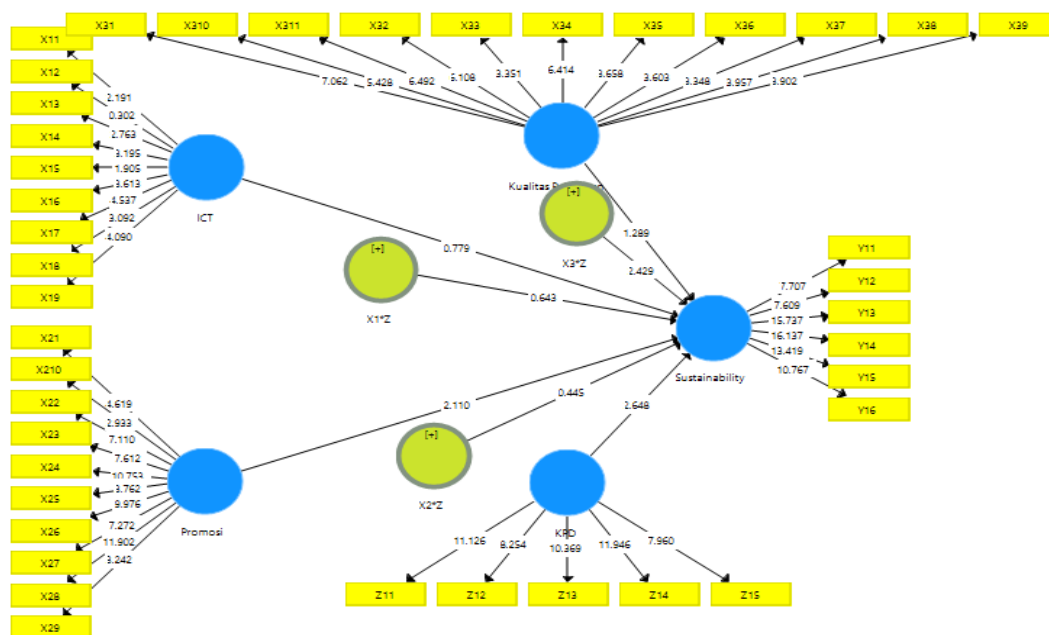 X31
X310
X311
X32
X33
X34
X35
X36
X37
X38
X39
7.062
5.428
6.492
6.108
3.351
6.414
3.658
3.603
3.348
3.957
3.902
X11
X12
X13
X14
X15
X16
X17
X18
X19
2.191
0.302
2.763
3.195
1.905
3.613
4.537
3.092
4.090
ICT
Kualitas
[+]
X3*Z
1.289
2.429
0.779
[+]
X1*Z
0.643
Y11
Y12
Y13
Y14
Y15
Y16
7.707
7.609
15.737
16.137
13.419
10.767
Sustainability
X21
X210
X22
X23
X24
X25
X26
X27
X28
X29
4.619
2.933
7.110
7.612
10.753
3.762
9.976
7.272
11.902
3.242
Promosi
2.110
0.445
[+]
X2*Z
2.648
KPD
11.126
8.254
10.369
11.946
7.960
Z11
Z12
Z13
Z14
Z15